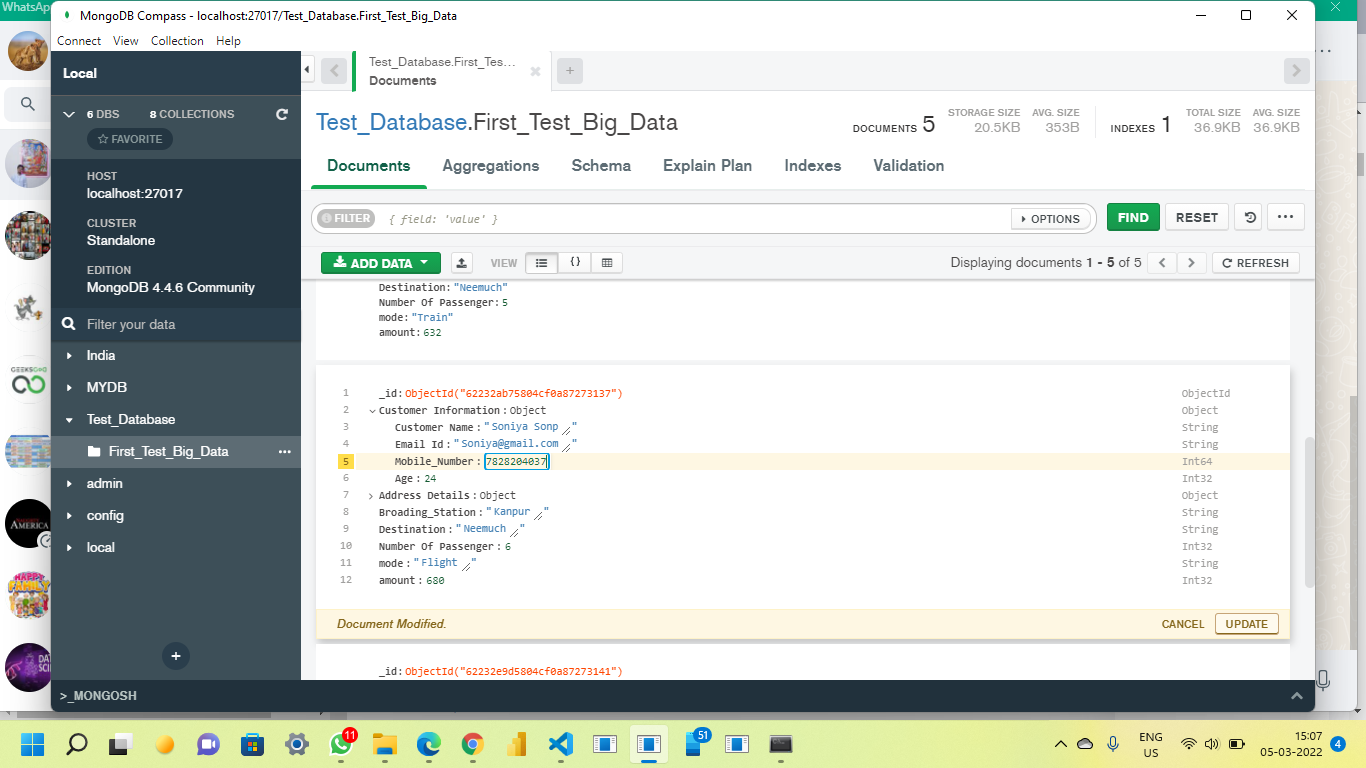 WhatsApp
MongoDB Compass - localhost:27017/Test_Database.First_Test_Big_Data
Connect View Collection Help
Local
6 DBS 8 COLLECTIONS
FAVORITE
HOST
localhost:27017
CLUSTER
Standalone
EDITION
MongoDB 4.4.6 Community
Filter your data
India
MYDB
Test_Database
First_Test_Big_Data
admin
config
local
>_MONGOSH
Test_Database.First_Tes...
Documents
Test_Database.First_Test_Big_Data
DOCUMENTS 5
STORAGE SIZE
20.5KB
AVG. SIZE
353B
INDEXES 1
TOTAL SIZE
36.9KB
AVG. SIZE
36.9KB
Documents Aggregations Schema Explain Plan Indexes Validation
FILTER { field: 'value' } OPTIONS FIND RESET
ADD DATA VIEW {} Displaying documents 1 - 5 of 5 REFRESH
Destination: "Neemuch"
Number Of Passenger: 5
mode: "Train"
amount: 632
1 _id: ObjectId("62232ab75804cf0a87273137") ObjectId
2 Customer Information : Object Object
3 Customer Name : "Soniya Sonp" String
4 Email Id : "Soniya@gmail.com" String
5 Mobile_Number : 7828204037 Int64
6 Age : 24 Int32
7 Address Details : Object Object
8 Broading_Station : "Kanpur" String
9 Destination : "Neemuch" String
10 Number Of Passenger : 6 Int32
11 mode : "Flight" String
12 amount : 680 Int32
Document Modified. CANCEL UPDATE
_id: ObjectId("62232e9d5804cf0a87273141")
GEEKS
AMERICA
HAPPY
FAMILY
11
51
ENG
US
15:07
05-03-2022
4